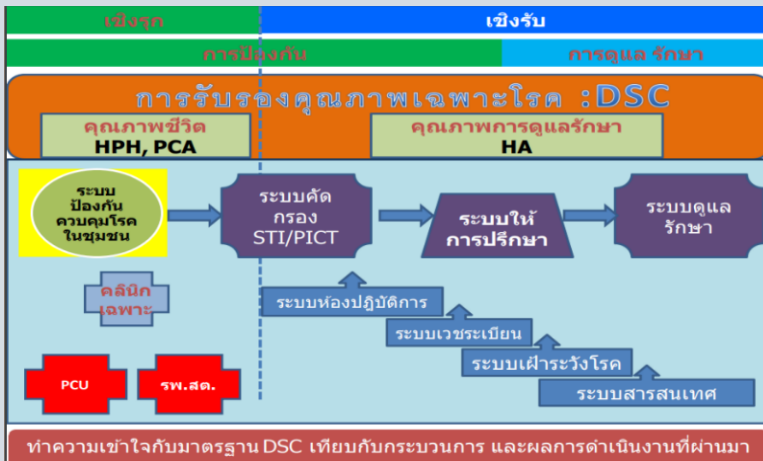 เชิงรุก
เชิงรับ
การป้องกัน
การดูแล รักษา
การรับรองคุณภาพเฉพาะโรค :DSC
คุณภาพชีวิต
HPH, PCA
คุณภาพการดูแลรักษา
HA
ระบบ
ป้องกัน
ควบคุมโรค
ในชุมชน
ระบบคัด
กรอง
STI/PICT
ระบบให้
การปรึกษา
ระบบดูแล
รักษา
คลินิก
เฉพาะ
ระบบห้องปฏิบัติการ
ระบบเวชระเบียน
ระบบเฝ้าระวังโรค
ระบบสารสนเทศ
PCU
รพ.สต.
ทำความเข้าใจกับมาตรฐาน DSC เทียบกับกระบวนการ และผลการดำเนินงานที่ผ่านมา